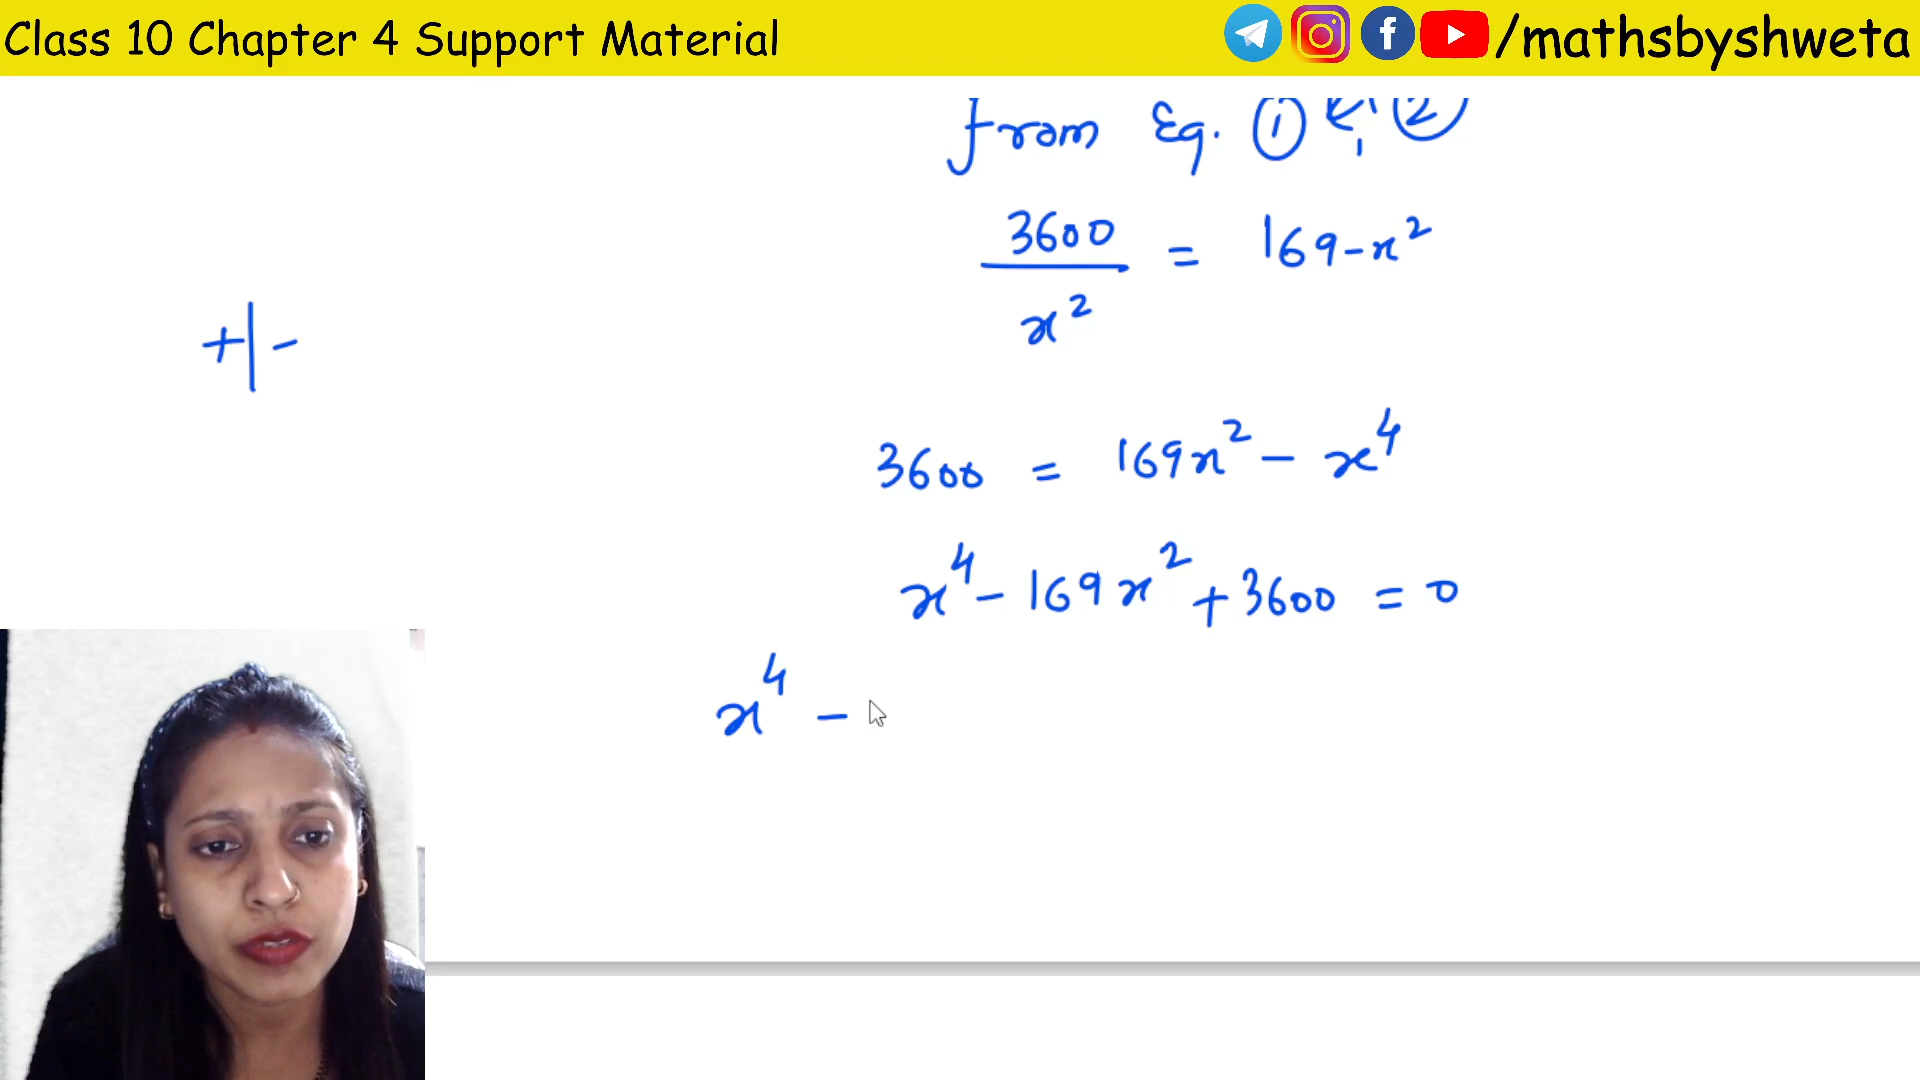 Class 10 Chapter 4 Support Material
/mathsbyshweta
from Eq. ① & ②
3600/x² = 169-x²
+|-
3600 = 169x² - x⁴
x⁴ - 169x² + 3600 = 0
x⁴ -